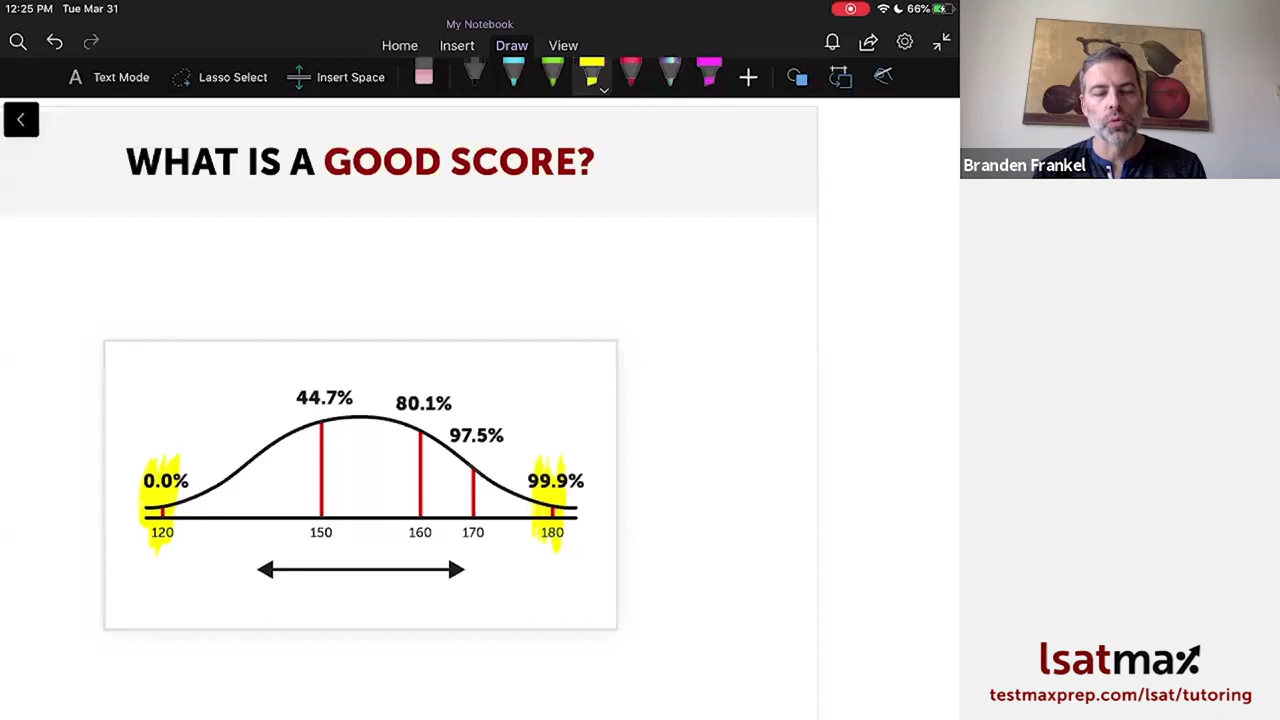 12:25 PM Tue Mar 31
66%
My Notebook
Home Insert Draw View
Text Mode Lasso Select Insert Space
Branden Frankel
WHAT IS A GOOD SCORE?
44.7%
80.1%
97.5%
0.0%
99.9%
120 150 160 170 180
lsatmax
testmaxprep.com/lsat/tutoring